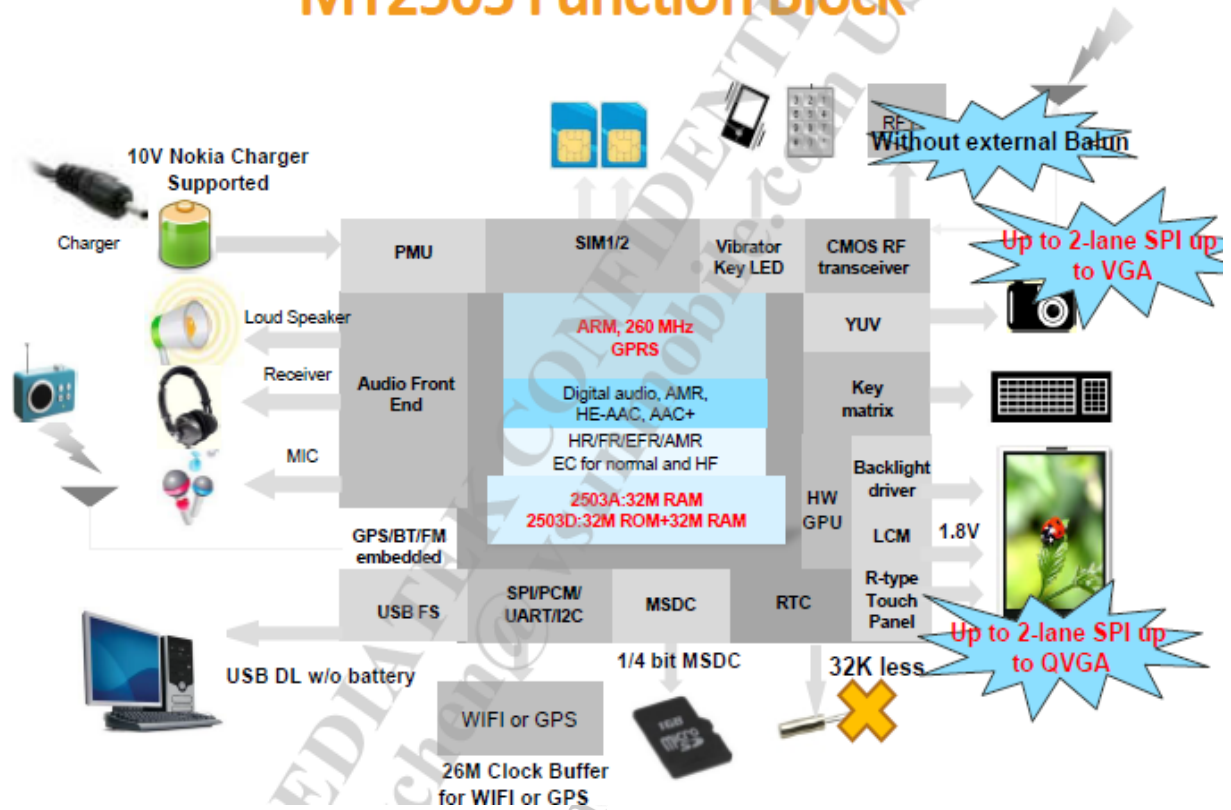 MT2503 Function Block
10V Nokia Charger
Supported
Charger
RF
Without external Balun
PMU
SIM1/2
Vibrator
Key LED
CMOS RF
transceiver
Up to 2-lane SPI up
to VGA
Loud Speaker
Receiver
MIC
Audio Front
End
ARM, 260 MHz
GPRS
Digital audio, AMR,
HE-AAC, AAC+
HR/FR/EFR/AMR
EC for normal and HF
2503A:32M RAM
2503D:32M ROM+32M RAM
YUV
Key
matrix
HW
GPU
Backlight
driver
LCM
1.8V
R-type
Touch
Panel
GPS/BT/FM
embedded
USB FS
SPI/PCM/
UART/I2C
MSDC
RTC
Up to 2-lane SPI up
to QVGA
USB DL w/o battery
1/4 bit MSDC
32K less
WIFI or GPS
26M Clock Buffer
for WIFI or GPS
1GB
micro
MEDIATEK CONFIDENTI